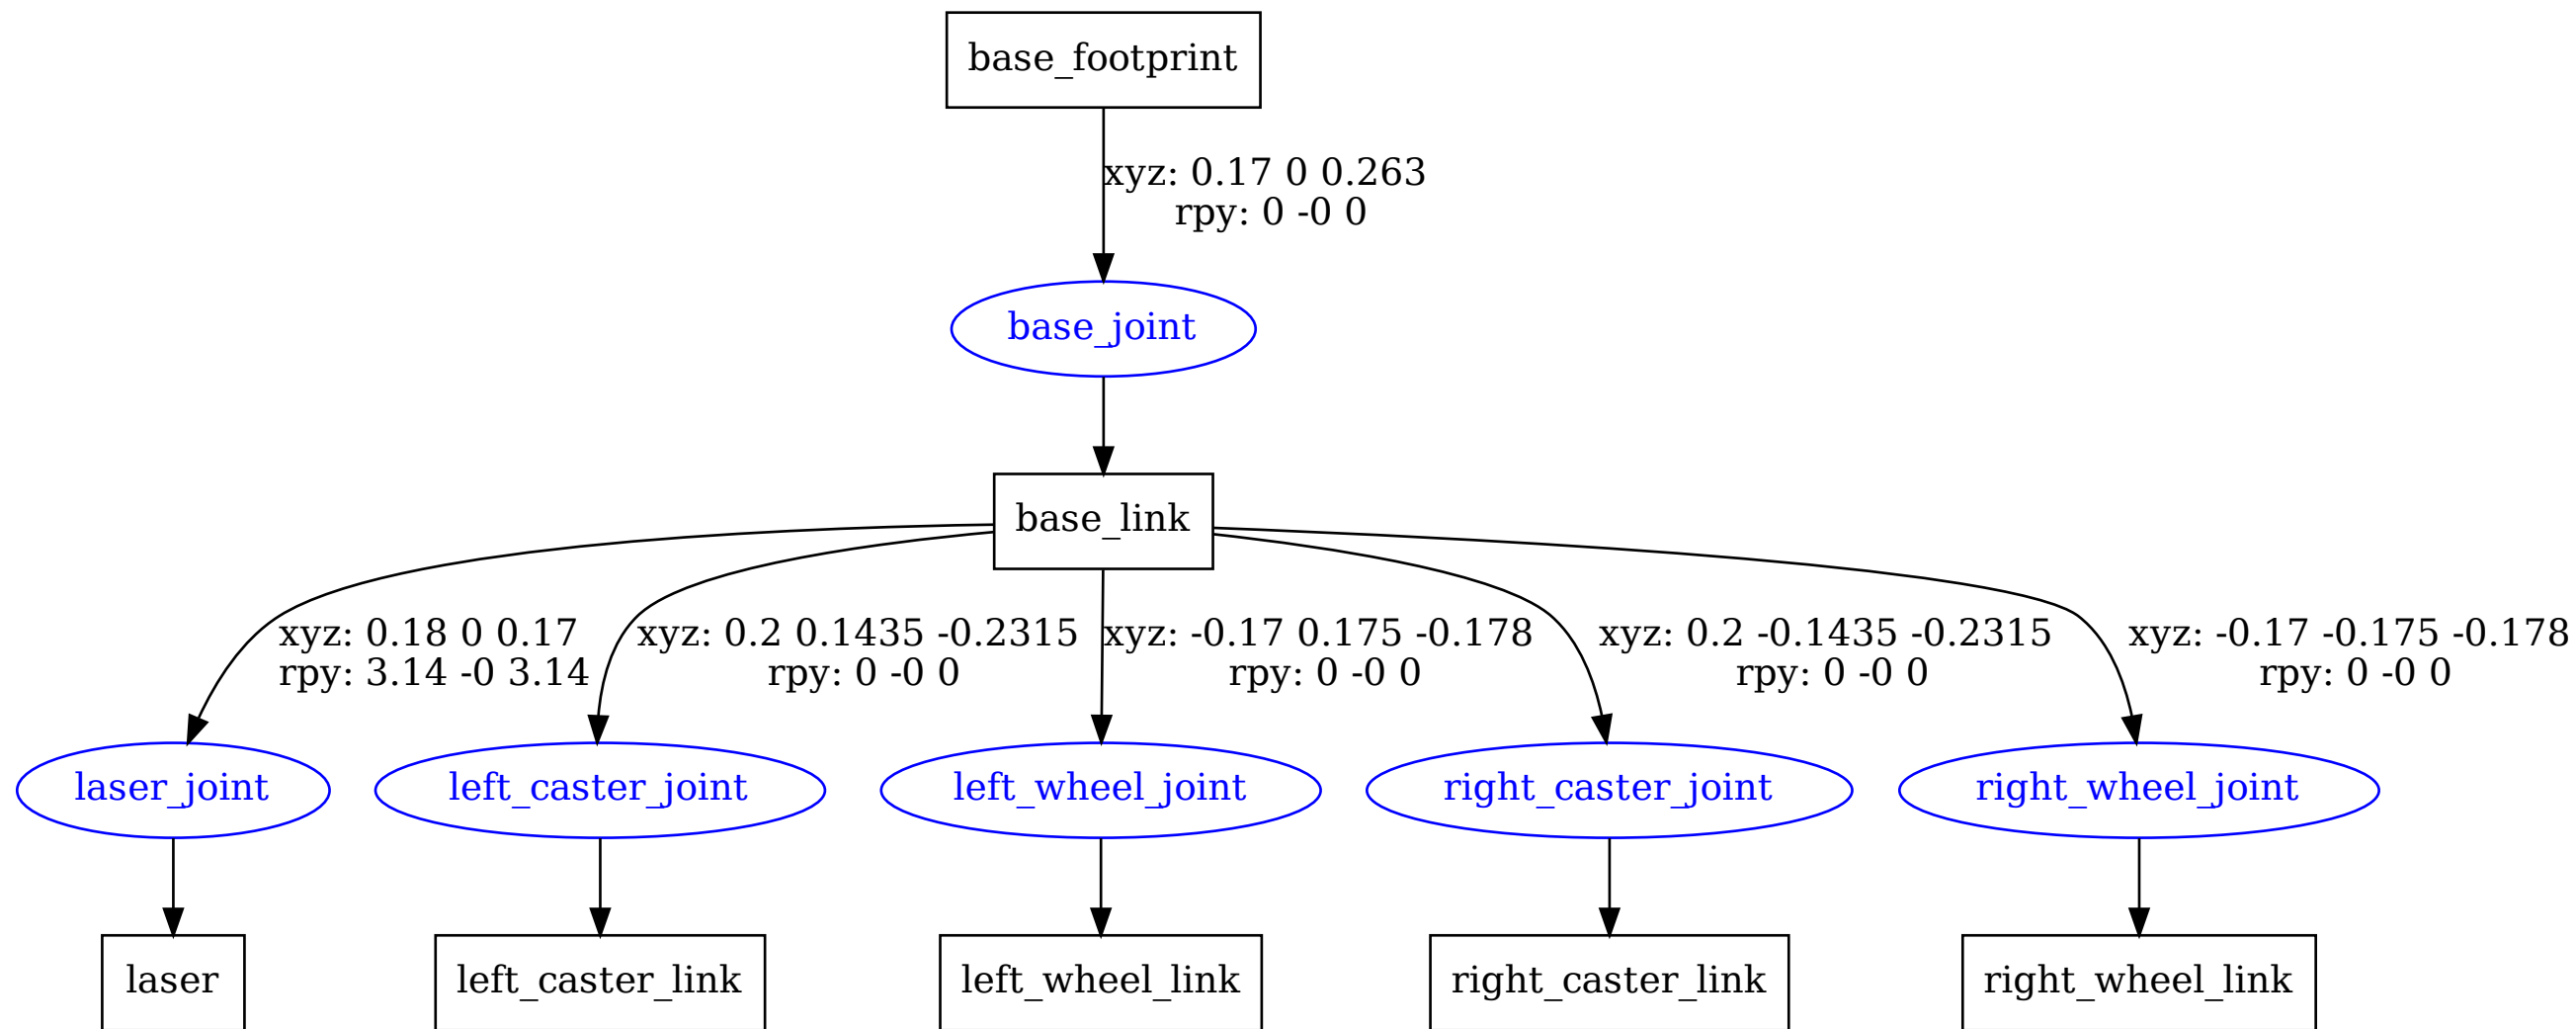 base_footprint
xyz: 0.17 0 0.263
rpy: 0 -0 0
base_joint
base_link
xyz: 0.18 0 0.17
rpy: 3.14 -0 3.14
xyz: 0.2 0.1435 -0.2315
rpy: 0 -0 0
xyz: -0.17 0.175 -0.178
rpy: 0 -0 0
xyz: 0.2 -0.1435 -0.2315
rpy: 0 -0 0
xyz: -0.17 -0.175 -0.178
rpy: 0 -0 0
laser_joint
left_caster_joint
left_wheel_joint
right_caster_joint
right_wheel_joint
laser
left_caster_link
left_wheel_link
right_caster_link
right_wheel_link